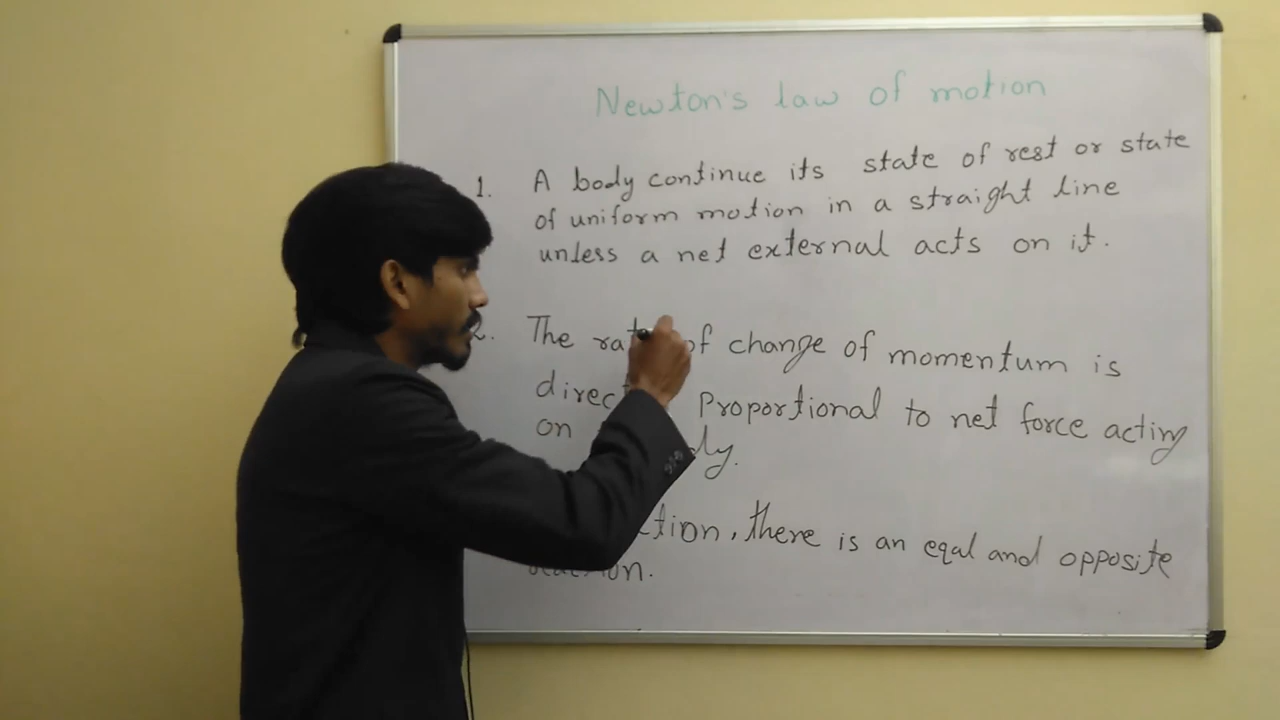 Newton's law of motion
1. A body continue its state of rest or state
of uniform motion in a straight line
unless a net external acts on it.
2. The rate of change of momentum is
direc Proportional to net force acting
on dy.
ction, there is an eqal and opposite